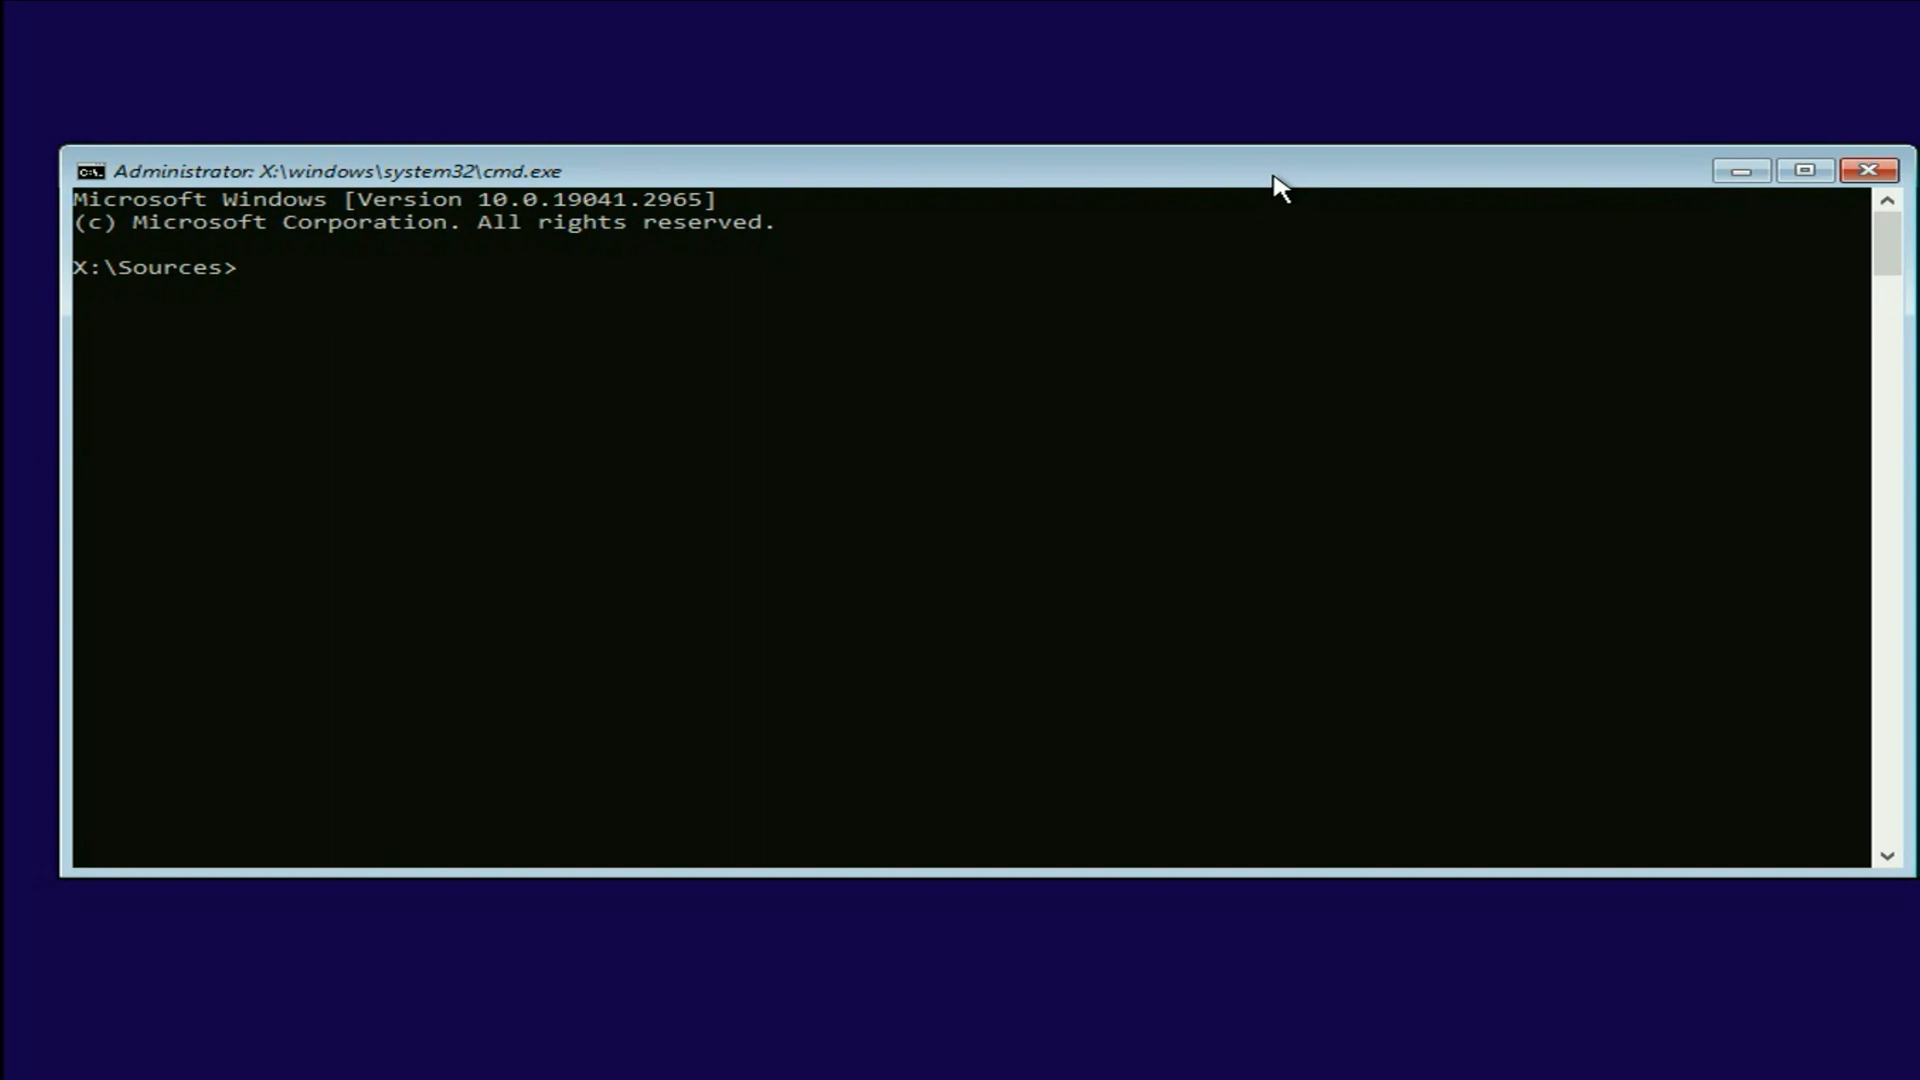 Administrator: X:\windows\system32\cmd.exe
Microsoft Windows [Version 10.0.19041.2965]
(c) Microsoft Corporation. All rights reserved.
X:\Sources>